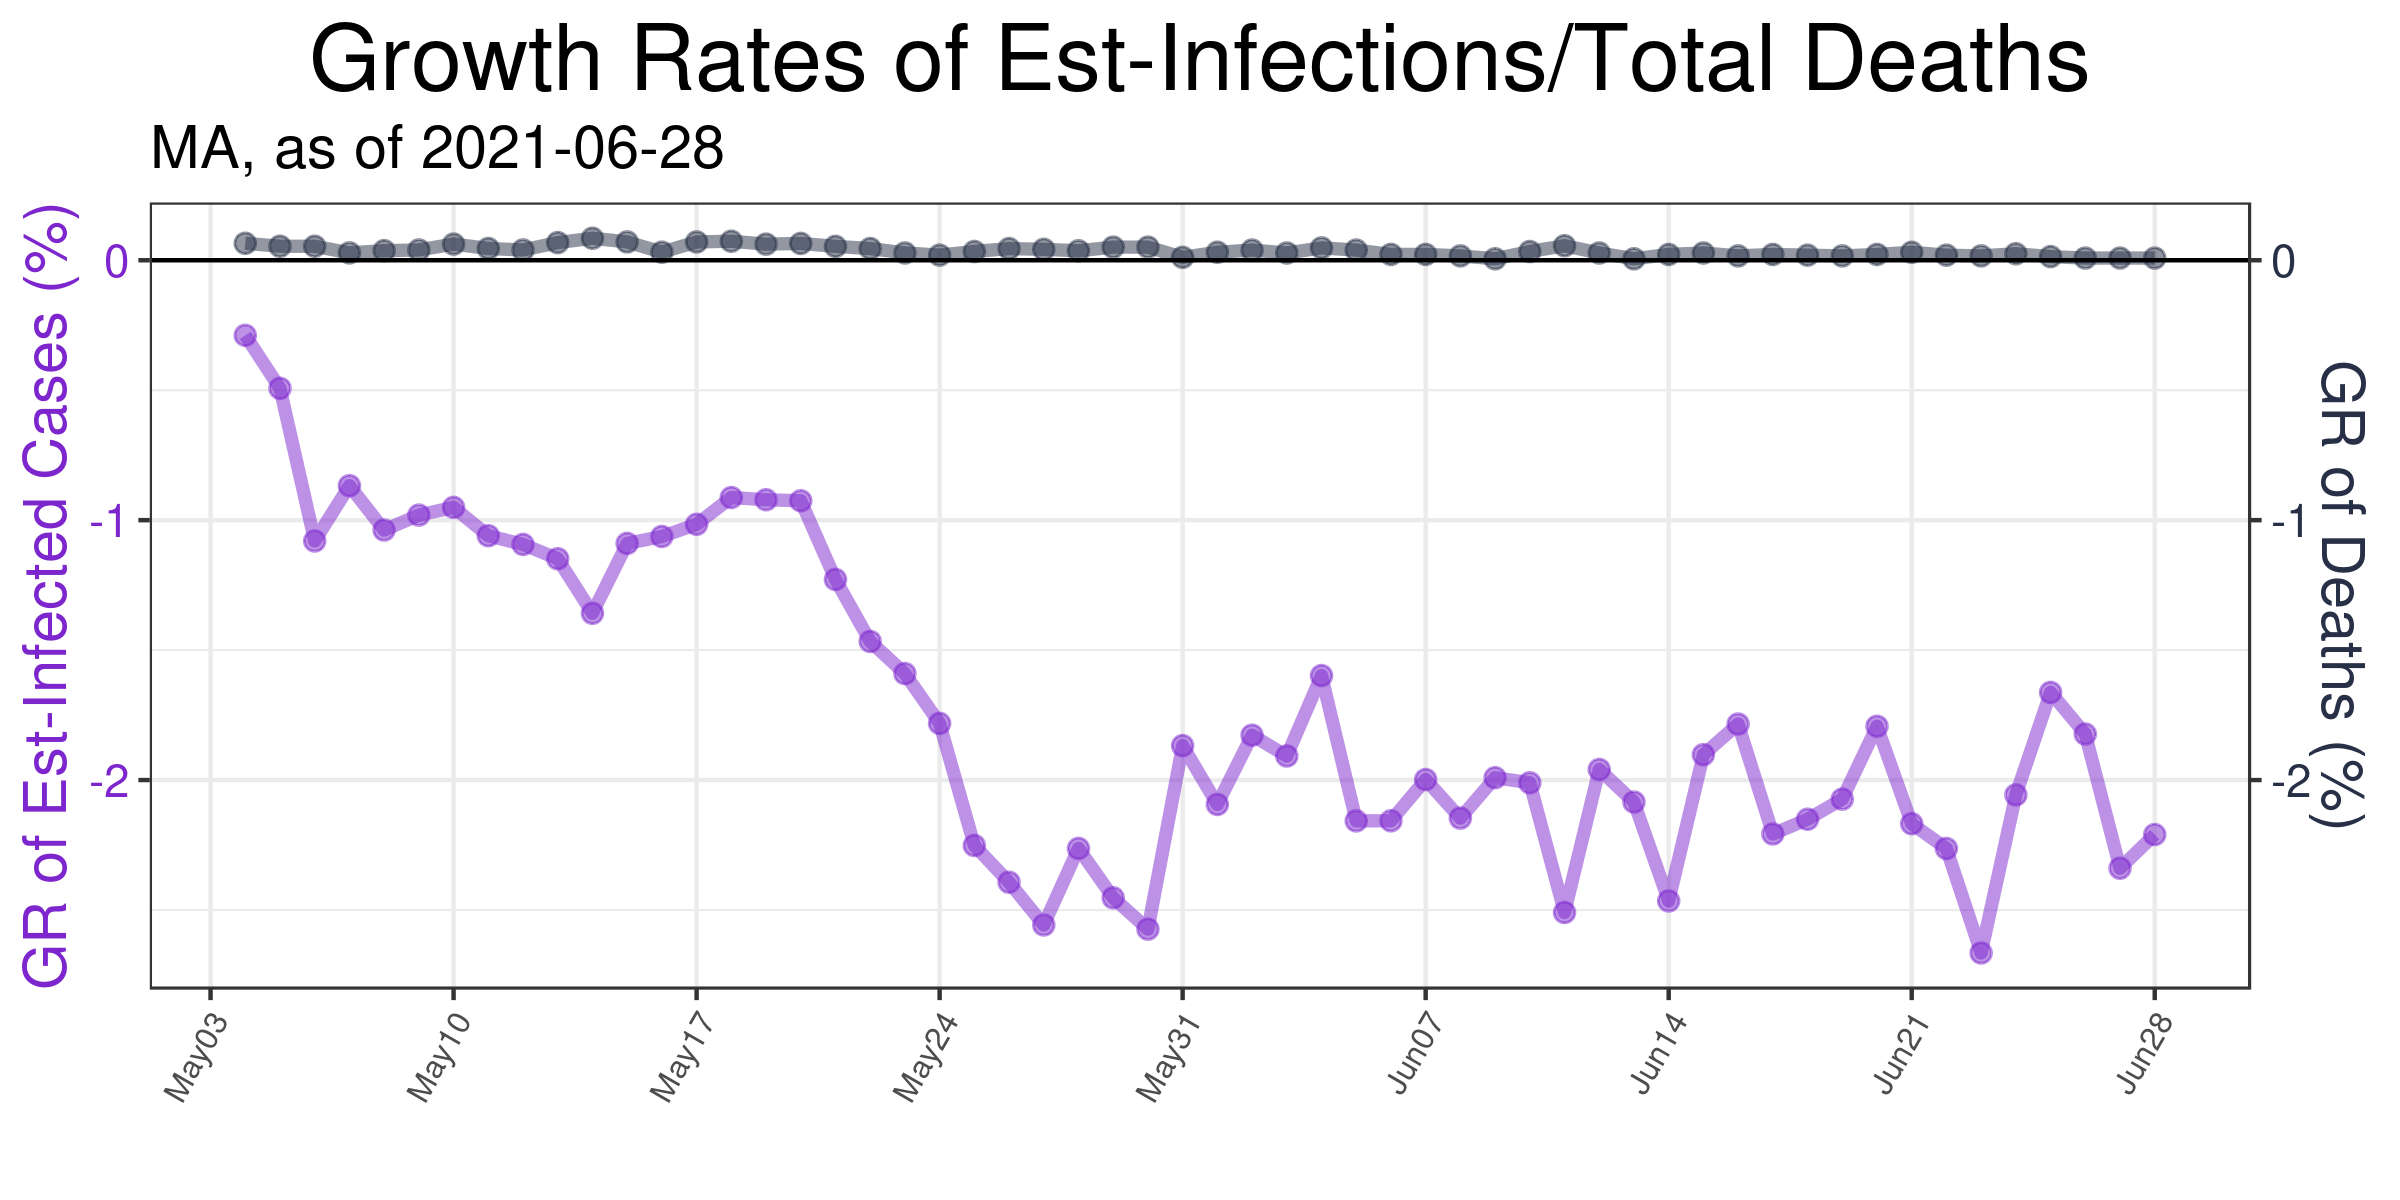 Growth Rates of Est-Infections/Total Deaths
MA, as of 2021-06-28
GR of Est-Infected Cases (%)
0
-1
-2
0
-1
-2
GR of Deaths (%)
May03
May10
May17
May24
May31
Jun07
Jun14
Jun21
Jun28